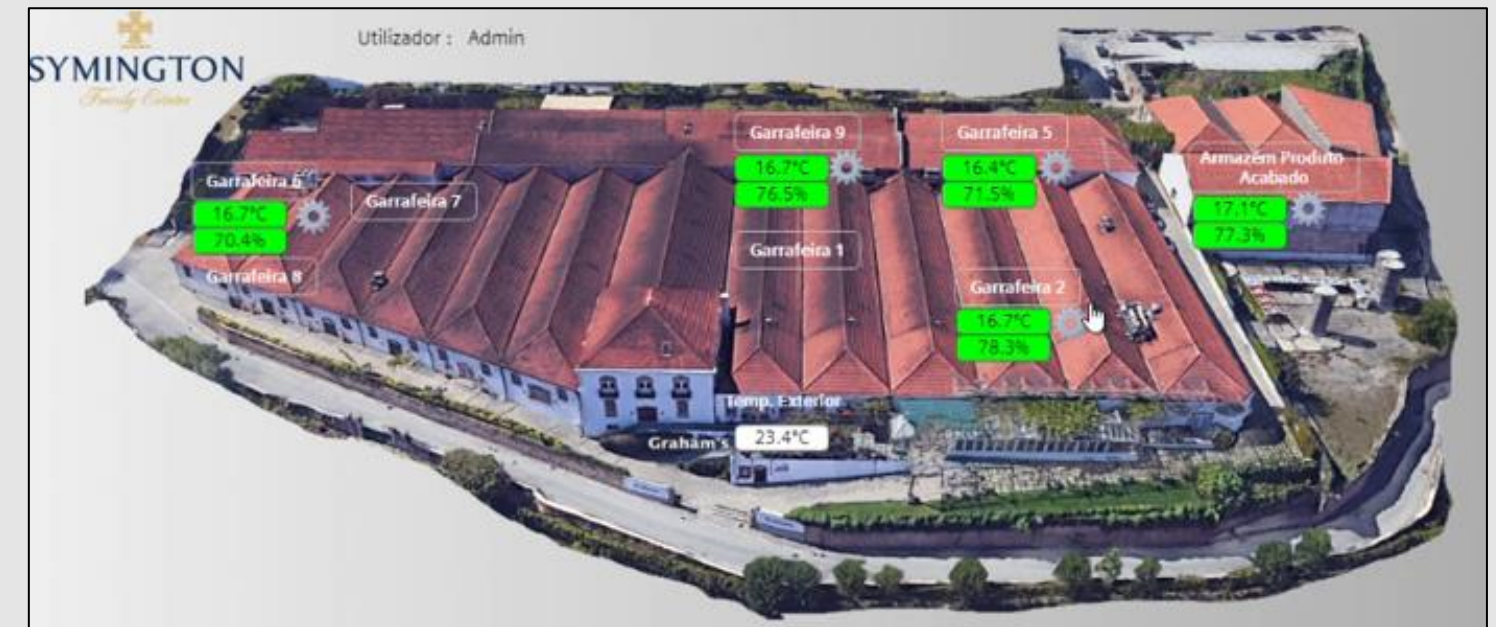 Utilizador : Admin
SYMINGTON
Family Estates
Garrafeira 9
16.7°C
76.5%
Garrafeira 5
16.4°C
71.5%
Armazém Produto
Acabado
17.1°C
77.3%
Garrafeira 6
16.7°C
70.4%
Garrafeira 7
Garrafeira 8
Garrafeira 1
Garrafeira 2
16.7°C
78.3%
Temp. Exterior
23.4°C
Graham's